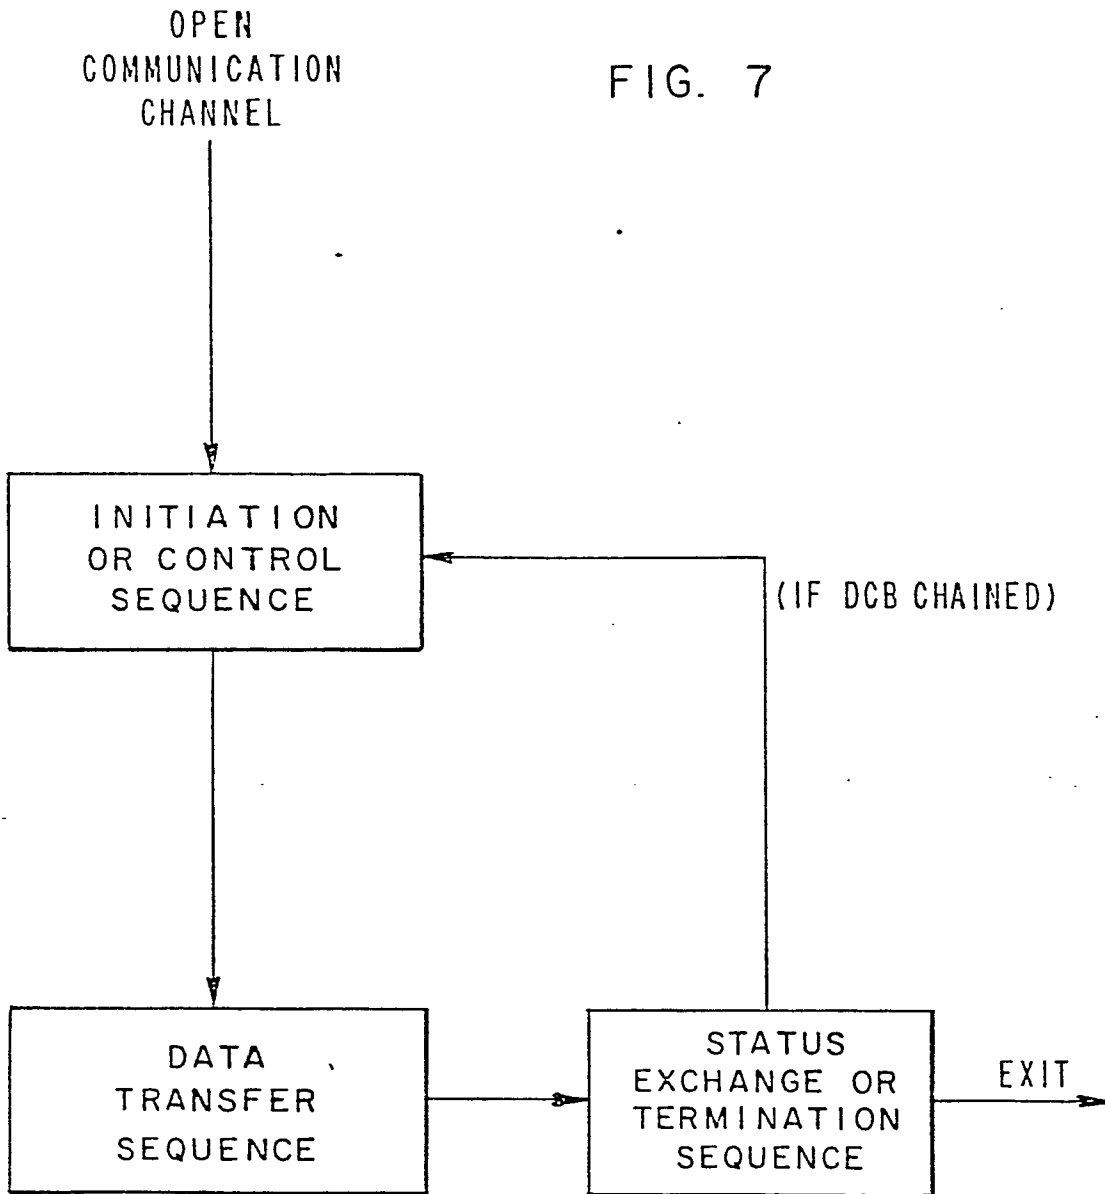 OPEN
COMMUNICATION
CHANNEL
FIG. 7
INITIATION
OR CONTROL
SEQUENCE
(IF DCB CHAINED)
DATA
TRANSFER
SEQUENCE
STATUS
EXCHANGE OR
TERMINATION
SEQUENCE
EXIT